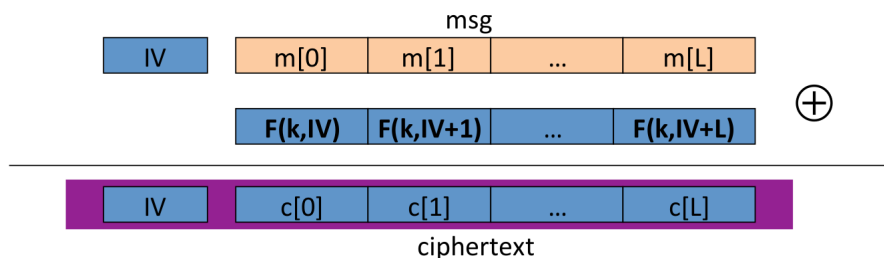 msg
IV m[0] m[1] ... m[L]
F(k,IV) F(k,IV+1) ... F(k,IV+L)
⊕
IV c[0] c[1] ... c[L]
ciphertext